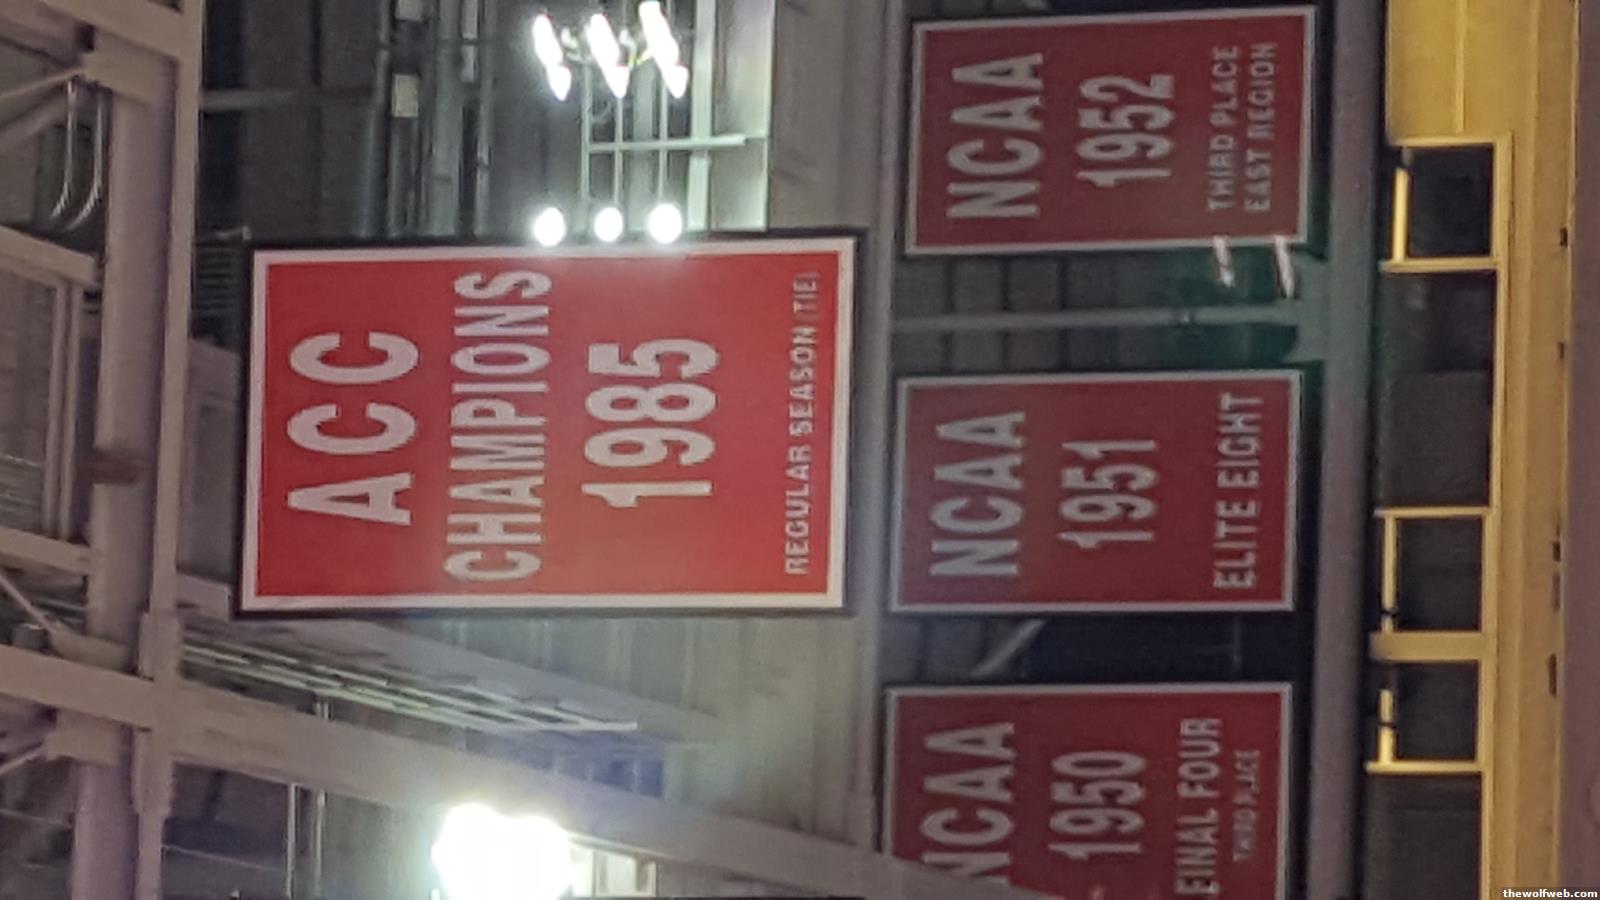 ACC
CHAMPIONS
1985
REGULAR SEASON (TIE)
NCAA
1950
FINAL FOUR
THIRD PLACE
NCAA
1951
ELITE EIGHT
NCAA
1952
THIRD PLACE
EAST REGION
thewolfweb.com